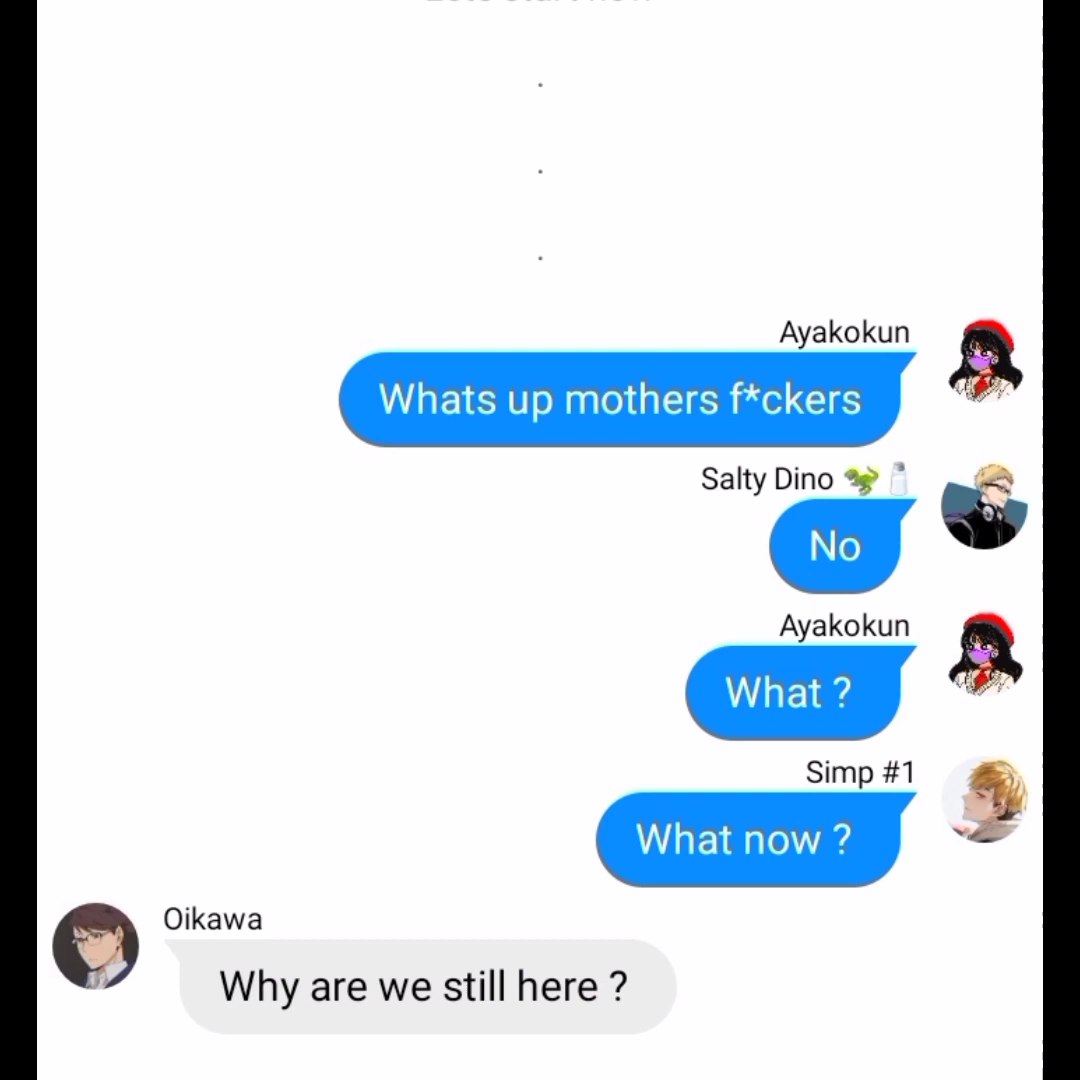 .
.
.
Ayakokun
Whats up mothers f*ckers
Salty Dino 🦖🧂
No
Ayakokun
What ?
Simp #1
What now ?
Oikawa
Why are we still here ?